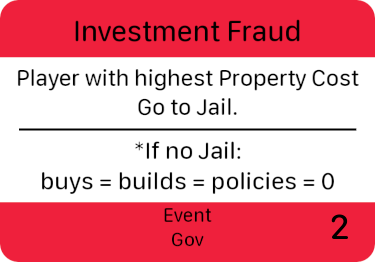 Investment Fraud
Player with highest Property Cost
Go to Jail.
*If no Jail:
buys = builds = policies = 0
Event
Gov
2